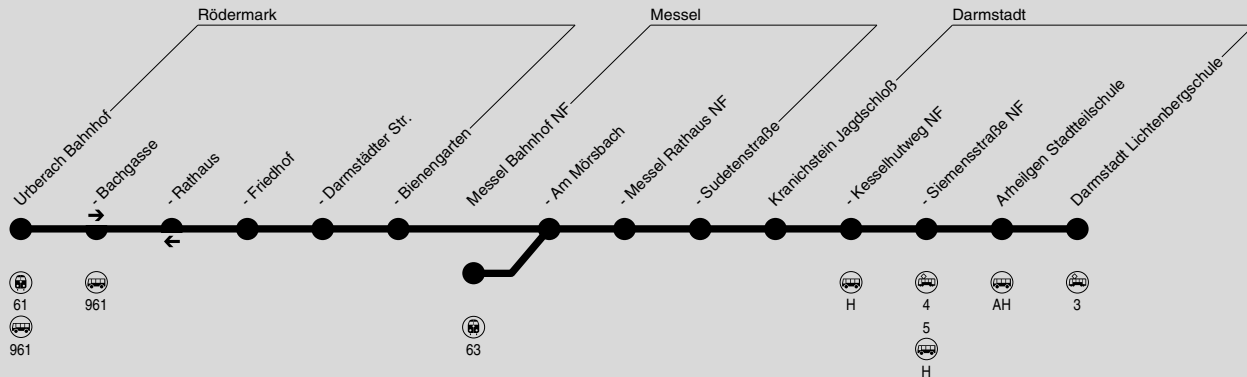 Rödermark
Messel
Darmstadt
Urberach Bahnhof
- Bachgasse
- Rathaus
- Friedhof
- Darmstädter Str.
- Bienengarten
Messel Bahnhof NF
- Am Mörsbach
- Messel Rathaus NF
- Sudetenstraße
Kranichstein Jagdschloß
- Kesselhutweg NF
- Siemensstraße NF
Arheilgen Stadtteilschule
Darmstadt Lichtenbergschule
61
961
961
63
H
4
5
H
AH
3